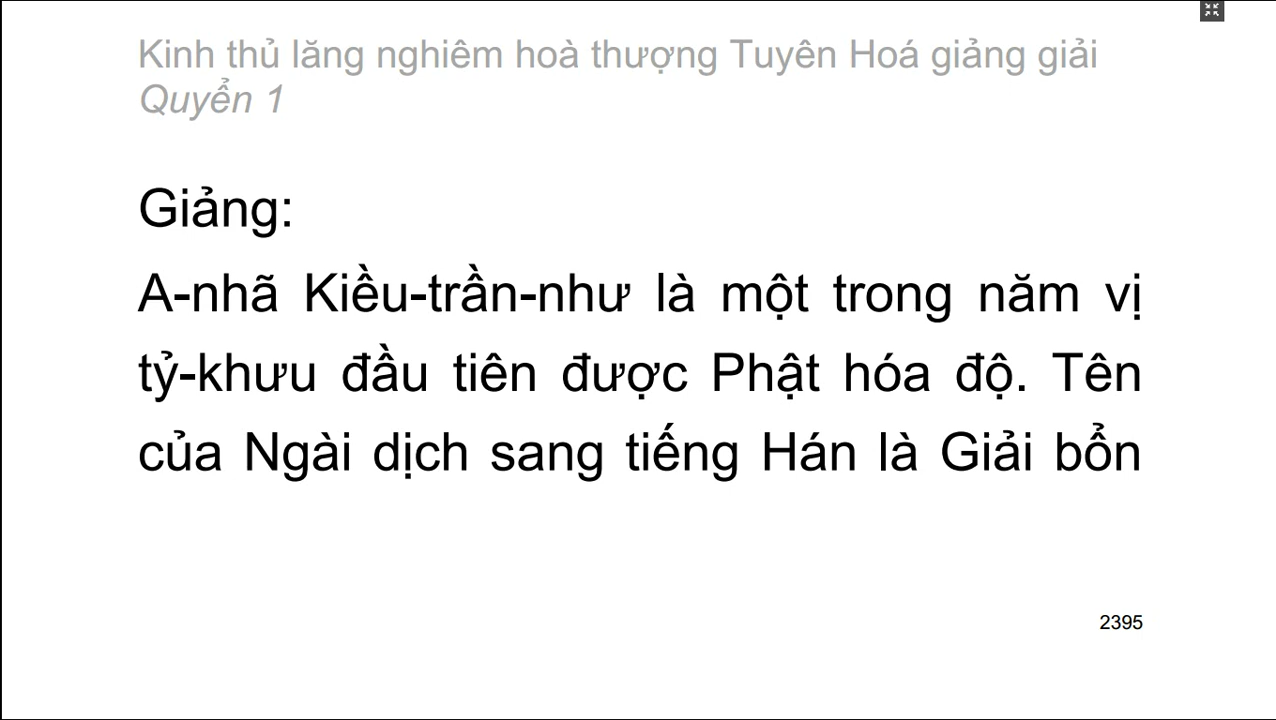 Kinh thủ lăng nghiêm hoà thượng Tuyên Hoá giảng giải
Quyển 1
Giảng:
A-nhã Kiều-trần-như là một trong năm vị
tỷ-khưu đầu tiên được Phật hóa độ. Tên
của Ngài dịch sang tiếng Hán là Giải bổn
2395